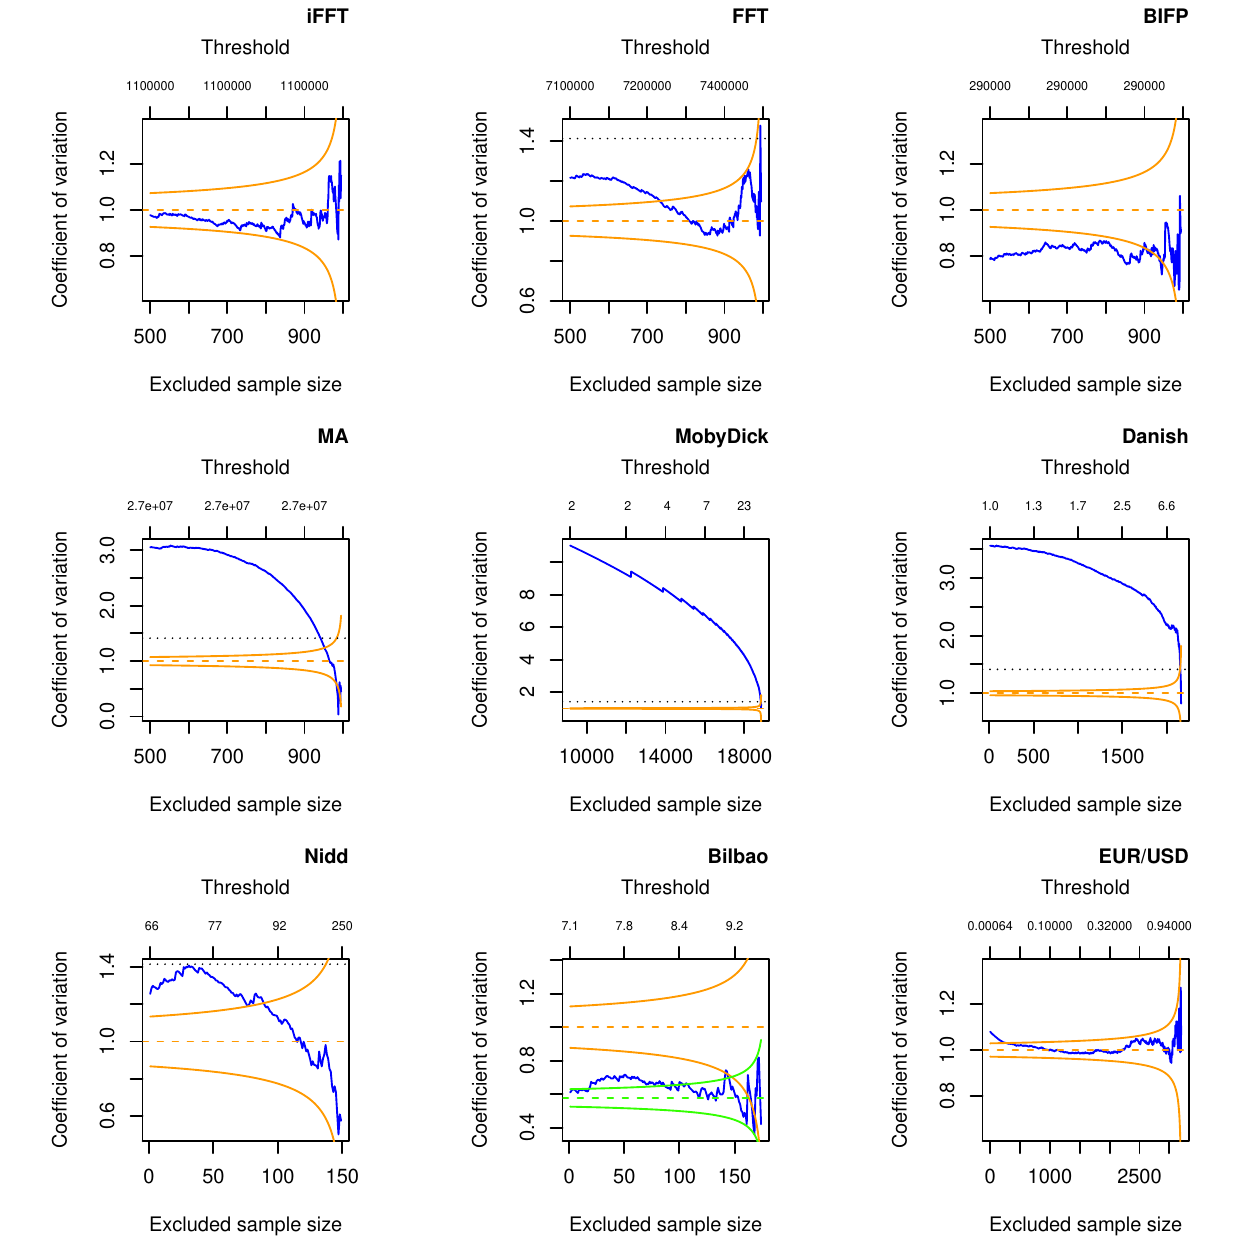 iFFT
Threshold
1100000 1100000 1100000
Coefficient of variation
0.8 1.0 1.2
500 700 900
Excluded sample size
FFT
Threshold
7100000 7200000 7400000
Coefficient of variation
0.6 1.0 1.4
500 700 900
Excluded sample size
BIFP
Threshold
290000 290000 290000
Coefficient of variation
0.8 1.0 1.2
500 700 900
Excluded sample size
MA
Threshold
2.7e+07 2.7e+07 2.7e+07
Coefficient of variation
0.0 1.0 2.0 3.0
500 700 900
Excluded sample size
MobyDick
Threshold
2 2 4 7 23
Coefficient of variation
2 4 6 8
10000 14000 18000
Excluded sample size
Danish
Threshold
1.0 1.3 1.7 2.5 6.6
Coefficient of variation
1.0 2.0 3.0
0 500 1500
Excluded sample size
Nidd
Threshold
66 77 92 250
Coefficient of variation
0.6 1.0 1.4
0 50 100 150
Excluded sample size
Bilbao
Threshold
7.1 7.8 8.4 9.2
Coefficient of variation
0.4 0.8 1.2
0 50 100 150
Excluded sample size
EUR/USD
Threshold
0.00064 0.10000 0.32000 0.94000
Coefficient of variation
0.8 1.0 1.2
0 1000 2500
Excluded sample size